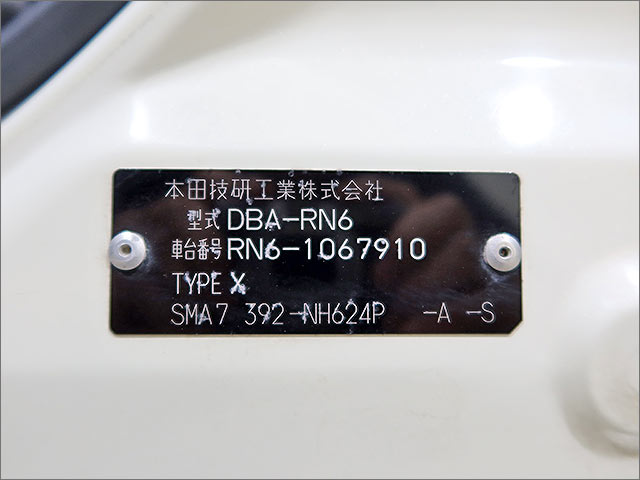 本田技研工業株式会社
型式 DBA-RN6
車台番号 RN6-1067910
TYPE X
SMA7 392-NH624P -A -S